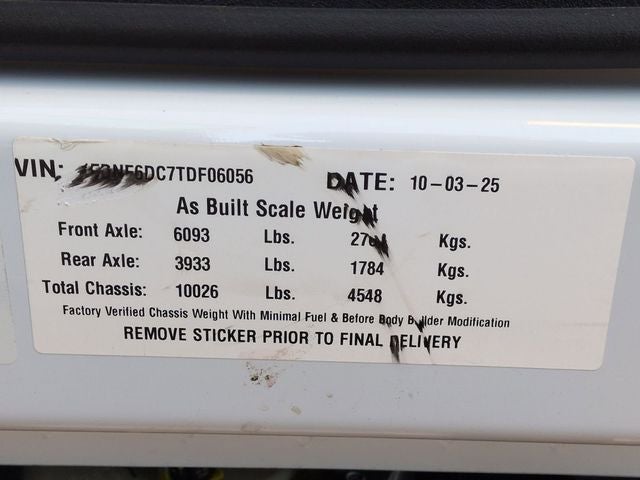 VIN:
DATE: 10-03-25
As Built Scale Weight
Front Axle: 6093 Lbs. Kgs.
Rear Axle: 3933 Lbs. 1784 Kgs.
Total Chassis: 10026 Lbs. 4548 Kgs.
Factory Verified Chassis Weight With Minimal Fuel & Before Body Builder Modification
REMOVE STICKER PRIOR TO FINAL DELIVERY